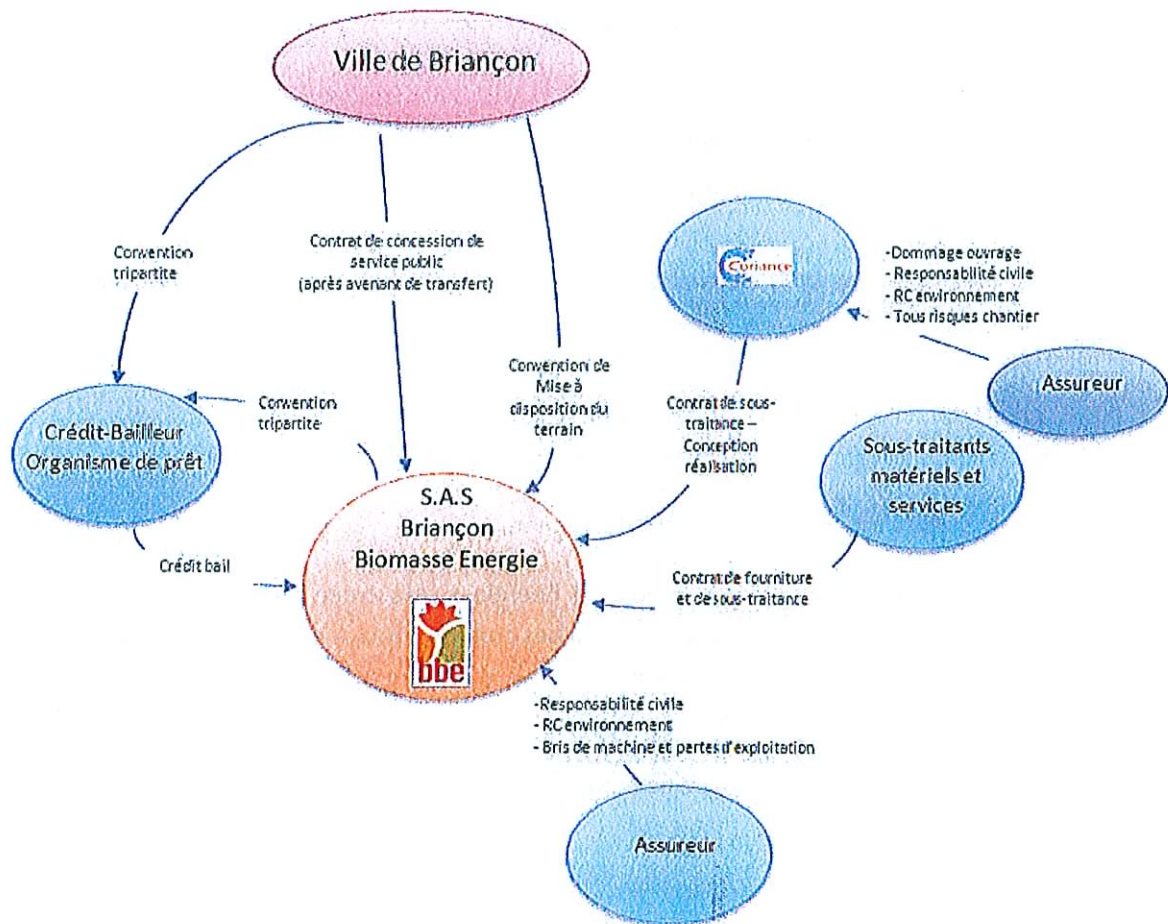 Ville de Briançon
Convention
tripartite
Contrat de concession de
service public
(après avenant de transfert)
Convention de
Mise à
disposition du
terrain
Coriance
-Dommage ouvrage
- Responsabilité civile
- RC environnement
- Tous risques chantier
Assureur
Crédit-Bailleur
Organisme de prêt
Convention
tripartite
Contrat de sous-
traitance –
Conception
réalisation
Sous-traitants
matériels et
services
S.A.S
Briançon
Biomasse Energie
bbe
Crédit bail
Contrat de fourniture
et de sous-traitance
-Responsabilité civile
- RC environnement
- Bris de machine et pertes d'exploitation
Assureur